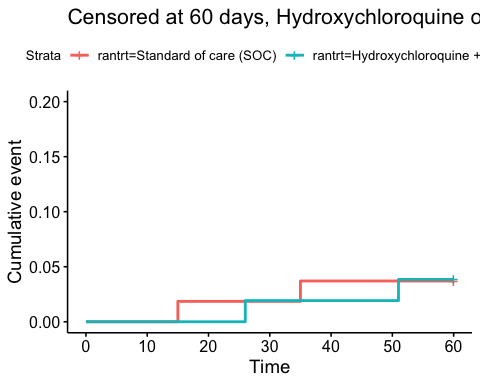 Censored at 60 days, Hydroxychloroquine o
Strata rantrt=Standard of care (SOC) rantrt=Hydroxychloroquine +
0.20
0.15
0.10
0.05
0.00
Cumulative event
0 10 20 30 40 50 60
Time